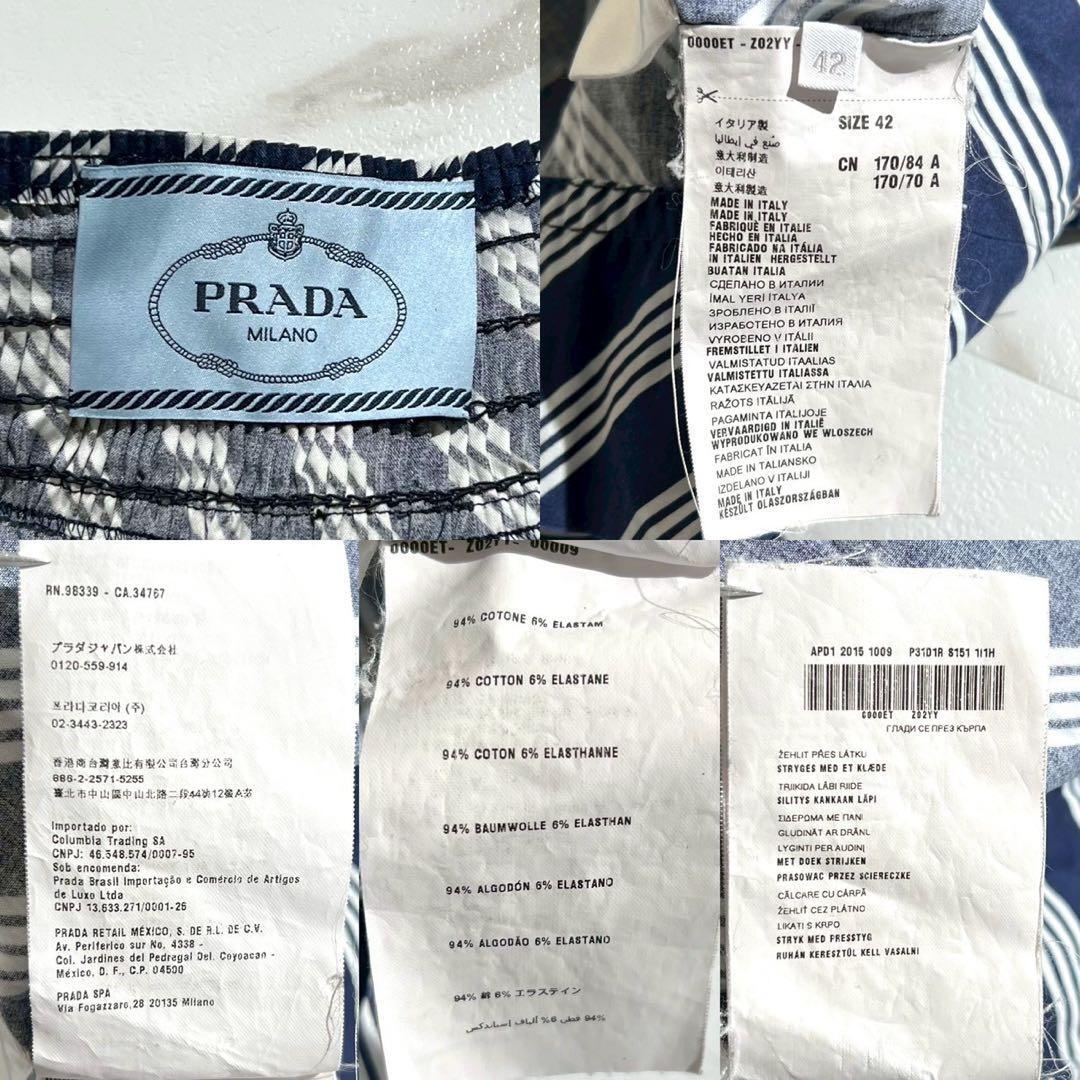 PRADA
MILANO
0000ET - Z02YY -
42
SIZE 42
CN 170/84 A
170/70 A
イタリア製
صنع في ايطاليا
意大利制造
이태리산
意大利製造
MADE IN ITALY
MADE IN ITALY
FABRIQUÉ EN ITALIE
HECHO EN ITALIA
FABRICADO NA ITÁLIA
IN ITALIEN HERGESTELLT
BUATAN ITALIA
СДЕЛАНО В ИТАЛИИ
İMAL YERİ İTALYA
ЗРОБЛЕНО В ІТАЛІЇ
ИЗРАБОТЕНО В ИТАЛИЯ
VYROBENO V ITÁLII
FREMSTILLET I ITALIEN
VALMISTATUD ITAALIAS
VALMISTETTU ITALIASSA
ΚΑΤΑΣΚΕΥΑΖΕΤΑΙ ΣΤΗΝ ΙΤΑΛΙΑ
RAŽOTS ITĀLIJĀ
PAGAMINTA ITALIJOJE
VERVAARDIGD IN ITALIË
WYPRODUKOWANO WE WLOSZECH
FABRICAT ÎN ITALIA
MADE IN TALIANSKO
IZDELANO V ITALIJI
MADE IN ITALY
KÉSZÜLT OLASZORSZÁGBAN
RN.98339 - CA.34767
プラダジャパン株式会社
0120-559-914
프라다코리아 (주)
02-3443-2323
香港商台灣意比有限公司台灣分公司
886-2-2571-5255
臺北市中山區中山北路二段44號12樓A室
Importado por:
Columbia Trading SA
CNPJ: 46.548.574/0007-95
Sob encomenda:
Prada Brasil Importação e Comércio de Artigos
de Luxo Ltda
CNPJ 13.633.271/0001-26
PRADA RETAIL MÉXICO, S. DE R.L. DE C.V.
Av. Periferico sur No. 4338 -
Col. Jardines del Pedregal Del. Coyoacan -
México, D. F., C.P. 04500
PRADA SPA
Via Fogazzaro,28 20135 Milano
0000ET- Z02YY- 00009
94% COTONE 6% ELASTAM
94% COTTON 6% ELASTANE
94% COTON 6% ELASTHANNE
94% BAUMWOLLE 6% ELASTHAN
94% ALGODÓN 6% ELASTANO
94% ALGODÃO 6% ELASTANO
94% 綿 6% エラスティン
94% قطن 6% ألياف إسباندكس
APD1 2015 1009 P31D1R S151 1I1H
0000ET Z02YY
ГЛАДИ СЕ ПРЕЗ КЪРПА
ŽEHLIT PŘES LÁTKU
STRYGES MED ET KLÆDE
TRIIKIDA LÄBI RIIDE
SILITYS KANKAAN LÄPI
ΣΙΔΕΡΩΜΑ ΜΕ ΠΑΝΙ
GLUDINĀT AR DRĀNU
LYGINTI PER AUDINĮ
MET DOEK STRIJKEN
PRASOWAC PRZEZ SCIERECZKE
CĂLCARE CU CÂRPĂ
ŽEHLIŤ CEZ PLÁTNO
LIKATI S KRPO
STRYK MED PRESSTYG
RUHÁN KERESZTÜL KELL VASALNI